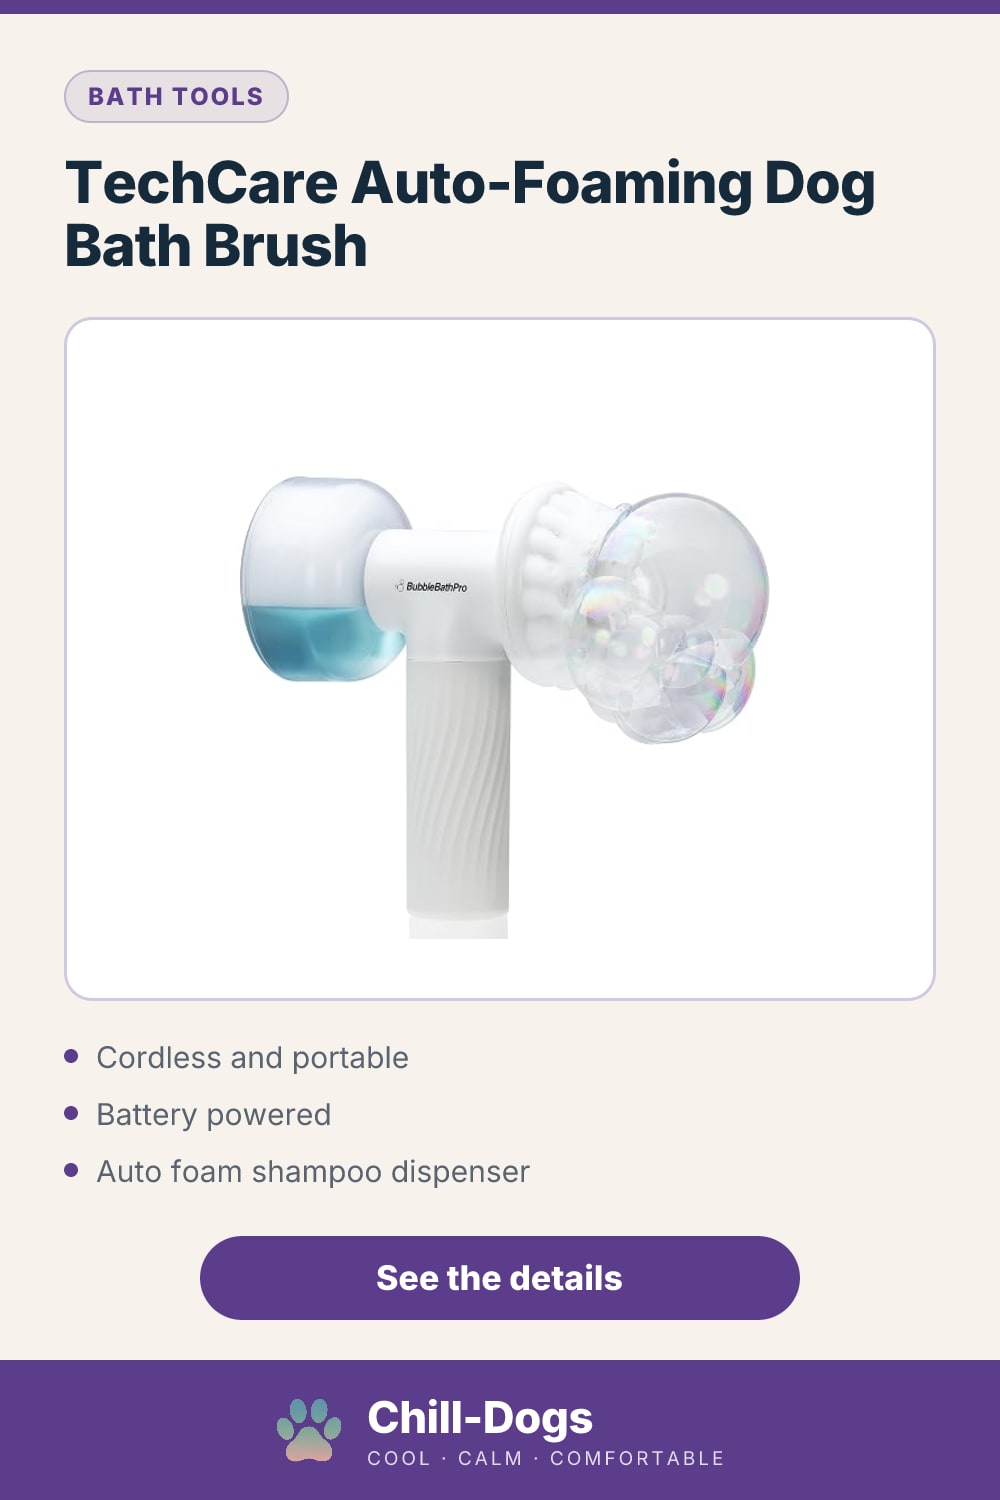 BATH TOOLS
TechCare Auto-Foaming Dog
Bath Brush
BubbleBathPro
Cordless and portable
Battery powered
Auto foam shampoo dispenser
See the details
Chill-Dogs
COOL · CALM · COMFORTABLE